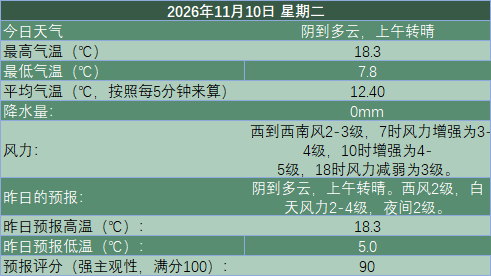 2026年11月10日 星期二
今日天气 阴到多云，上午转晴
最高气温（℃） 18.3
最低气温（℃） 7.8
平均气温（℃，按照每5分钟来算） 12.40
降水量： 0mm
风力： 西到西南风2-3级，7时风力增强为3-
4级，10时增强为4-
5级，18时风力减弱为3级。
昨日的预报： 阴到多云，上午转晴。西风2级，白
天风力2-4级，夜间2级。
昨日预报高温（℃）： 18.3
昨日预报低温（℃）： 5.0
预报评分（强主观性，满分100）： 90